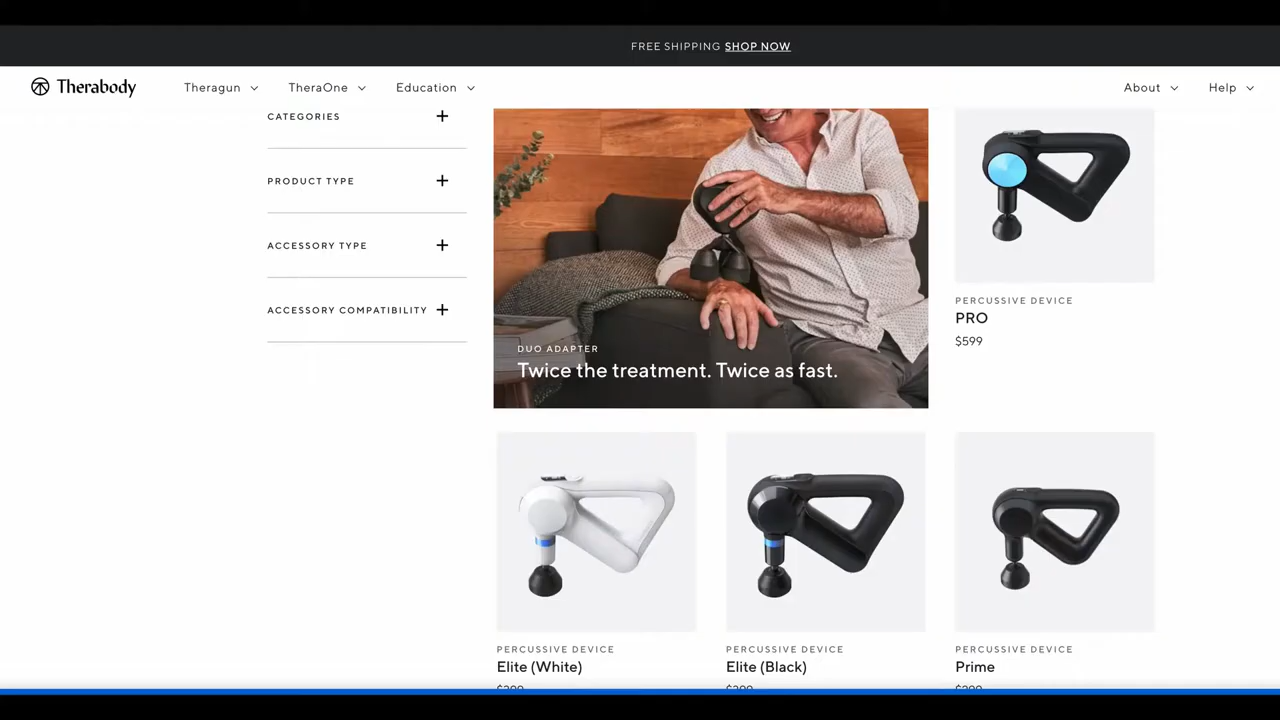 FREE SHIPPING SHOP NOW
Therabody
Theragun
TheraOne
Education
About
Help
CATEGORIES
PRODUCT TYPE
ACCESSORY TYPE
ACCESSORY COMPATIBILITY
DUO ADAPTER
Twice the treatment. Twice as fast.
PERCUSSIVE DEVICE
PRO
$599
PERCUSSIVE DEVICE
Elite (White)
PERCUSSIVE DEVICE
Elite (Black)
PERCUSSIVE DEVICE
Prime